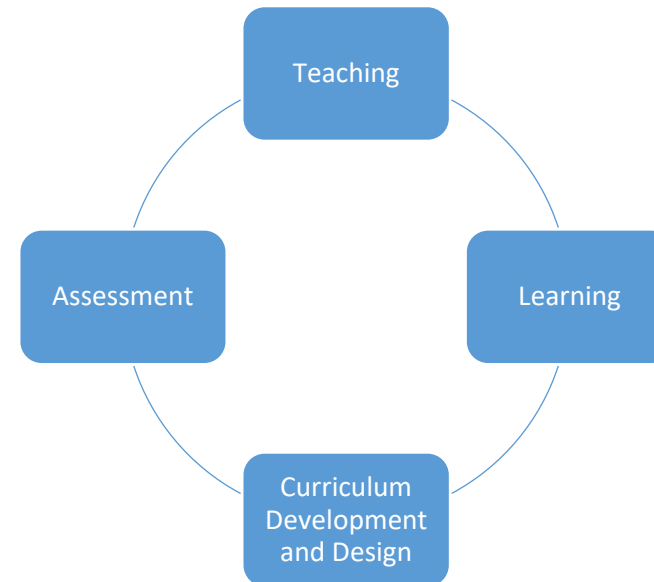 Teaching
Assessment
Learning
Curriculum
Development
and Design